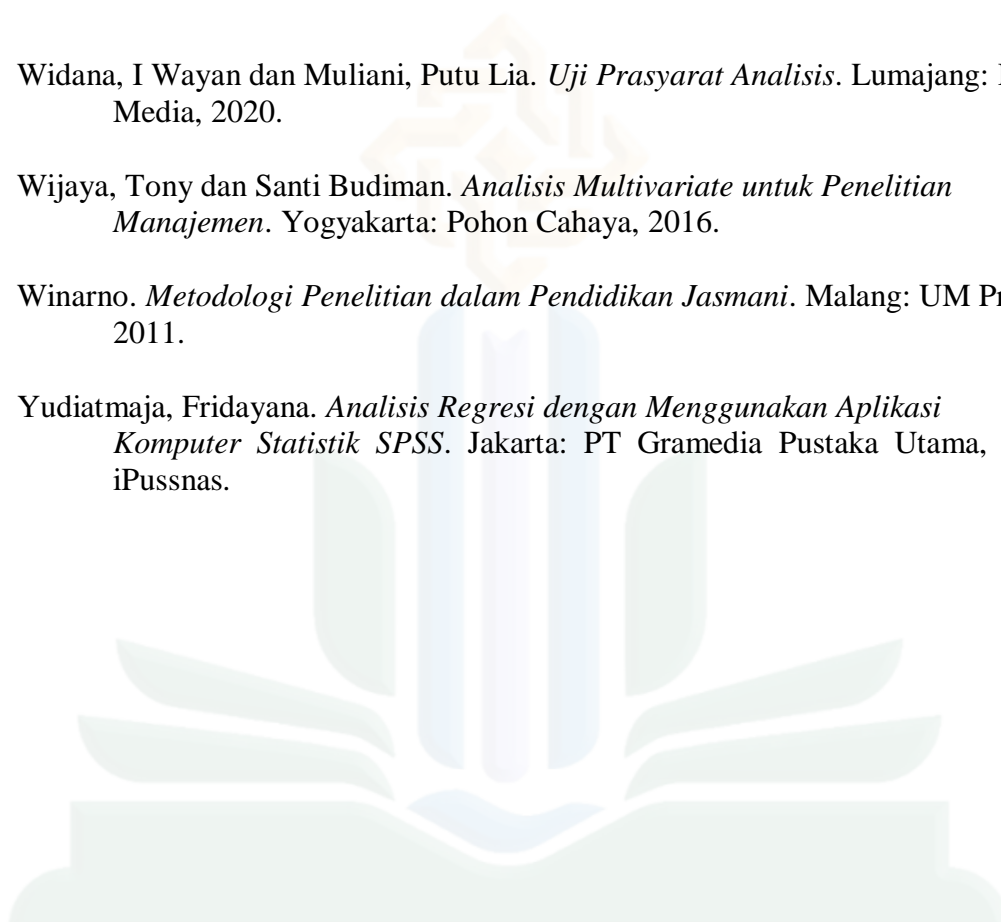 Widana, I Wayan dan Muliani, Putu Lia. Uji Prasyarat Analisis. Lumajang:
Media, 2020.
Wijaya, Tony dan Santi Budiman. Analisis Multivariate untuk Penelitian
Manajemen. Yogyakarta: Pohon Cahaya, 2016.
Winarno. Metodologi Penelitian dalam Pendidikan Jasmani. Malang: UM
2011.
Yudiatmaja, Fridayana. Analisis Regresi dengan Menggunakan Aplikasi
Komputer Statistik SPSS. Jakarta: PT Gramedia Pustaka Utama,
iPussnas.